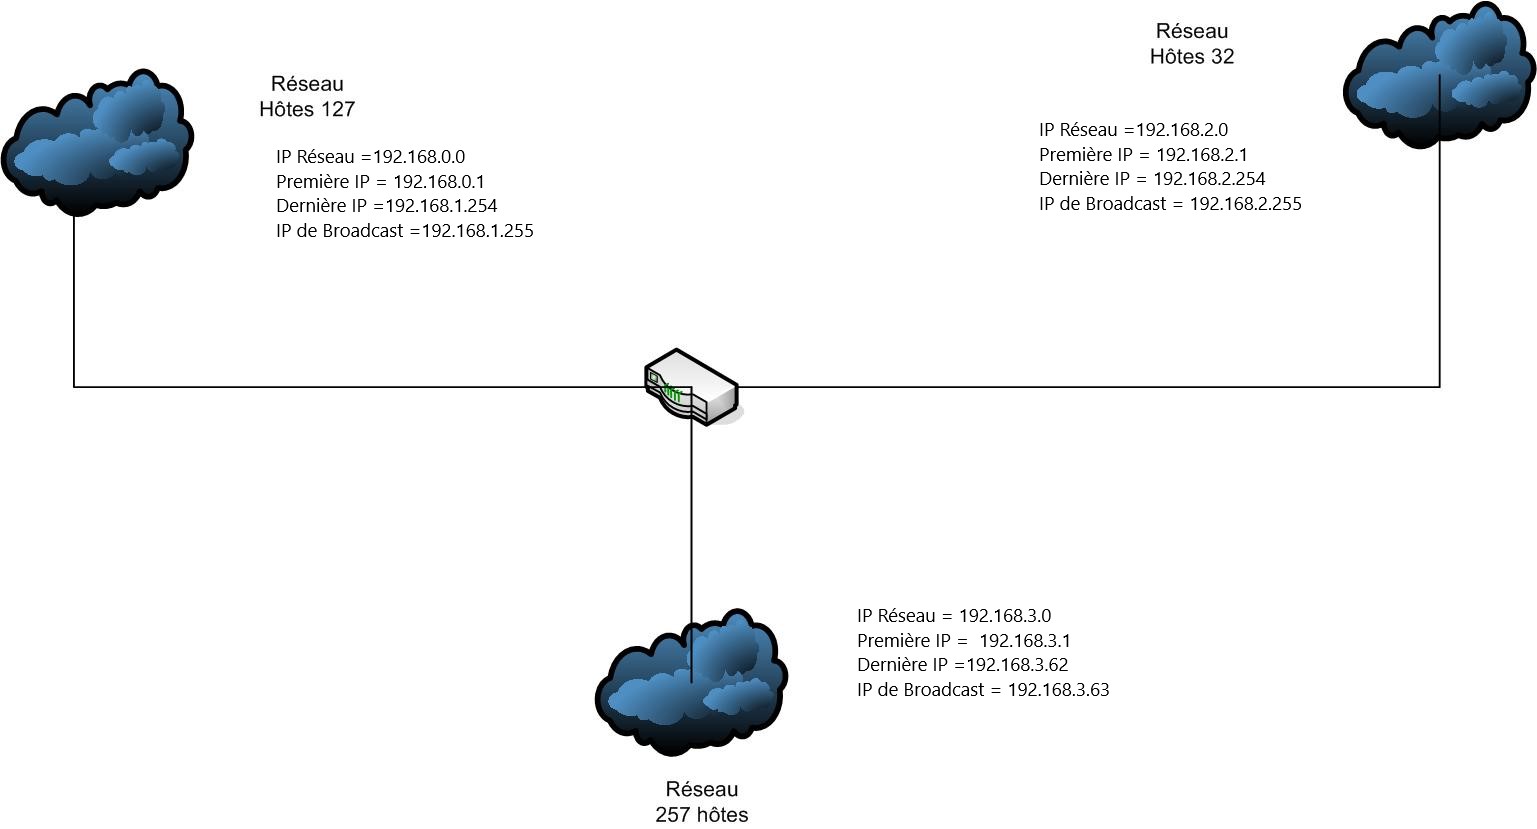 Réseau
Hôtes 127
IP Réseau =192.168.0.0
Première IP = 192.168.0.1
Dernière IP =192.168.1.254
IP de Broadcast =192.168.1.255
Réseau
Hôtes 32
IP Réseau =192.168.2.0
Première IP = 192.168.2.1
Dernière IP = 192.168.2.254
IP de Broadcast = 192.168.2.255
IP Réseau = 192.168.3.0
Première IP =  192.168.3.1
Dernière IP =192.168.3.62
IP de Broadcast = 192.168.3.63
Réseau
257 hôtes